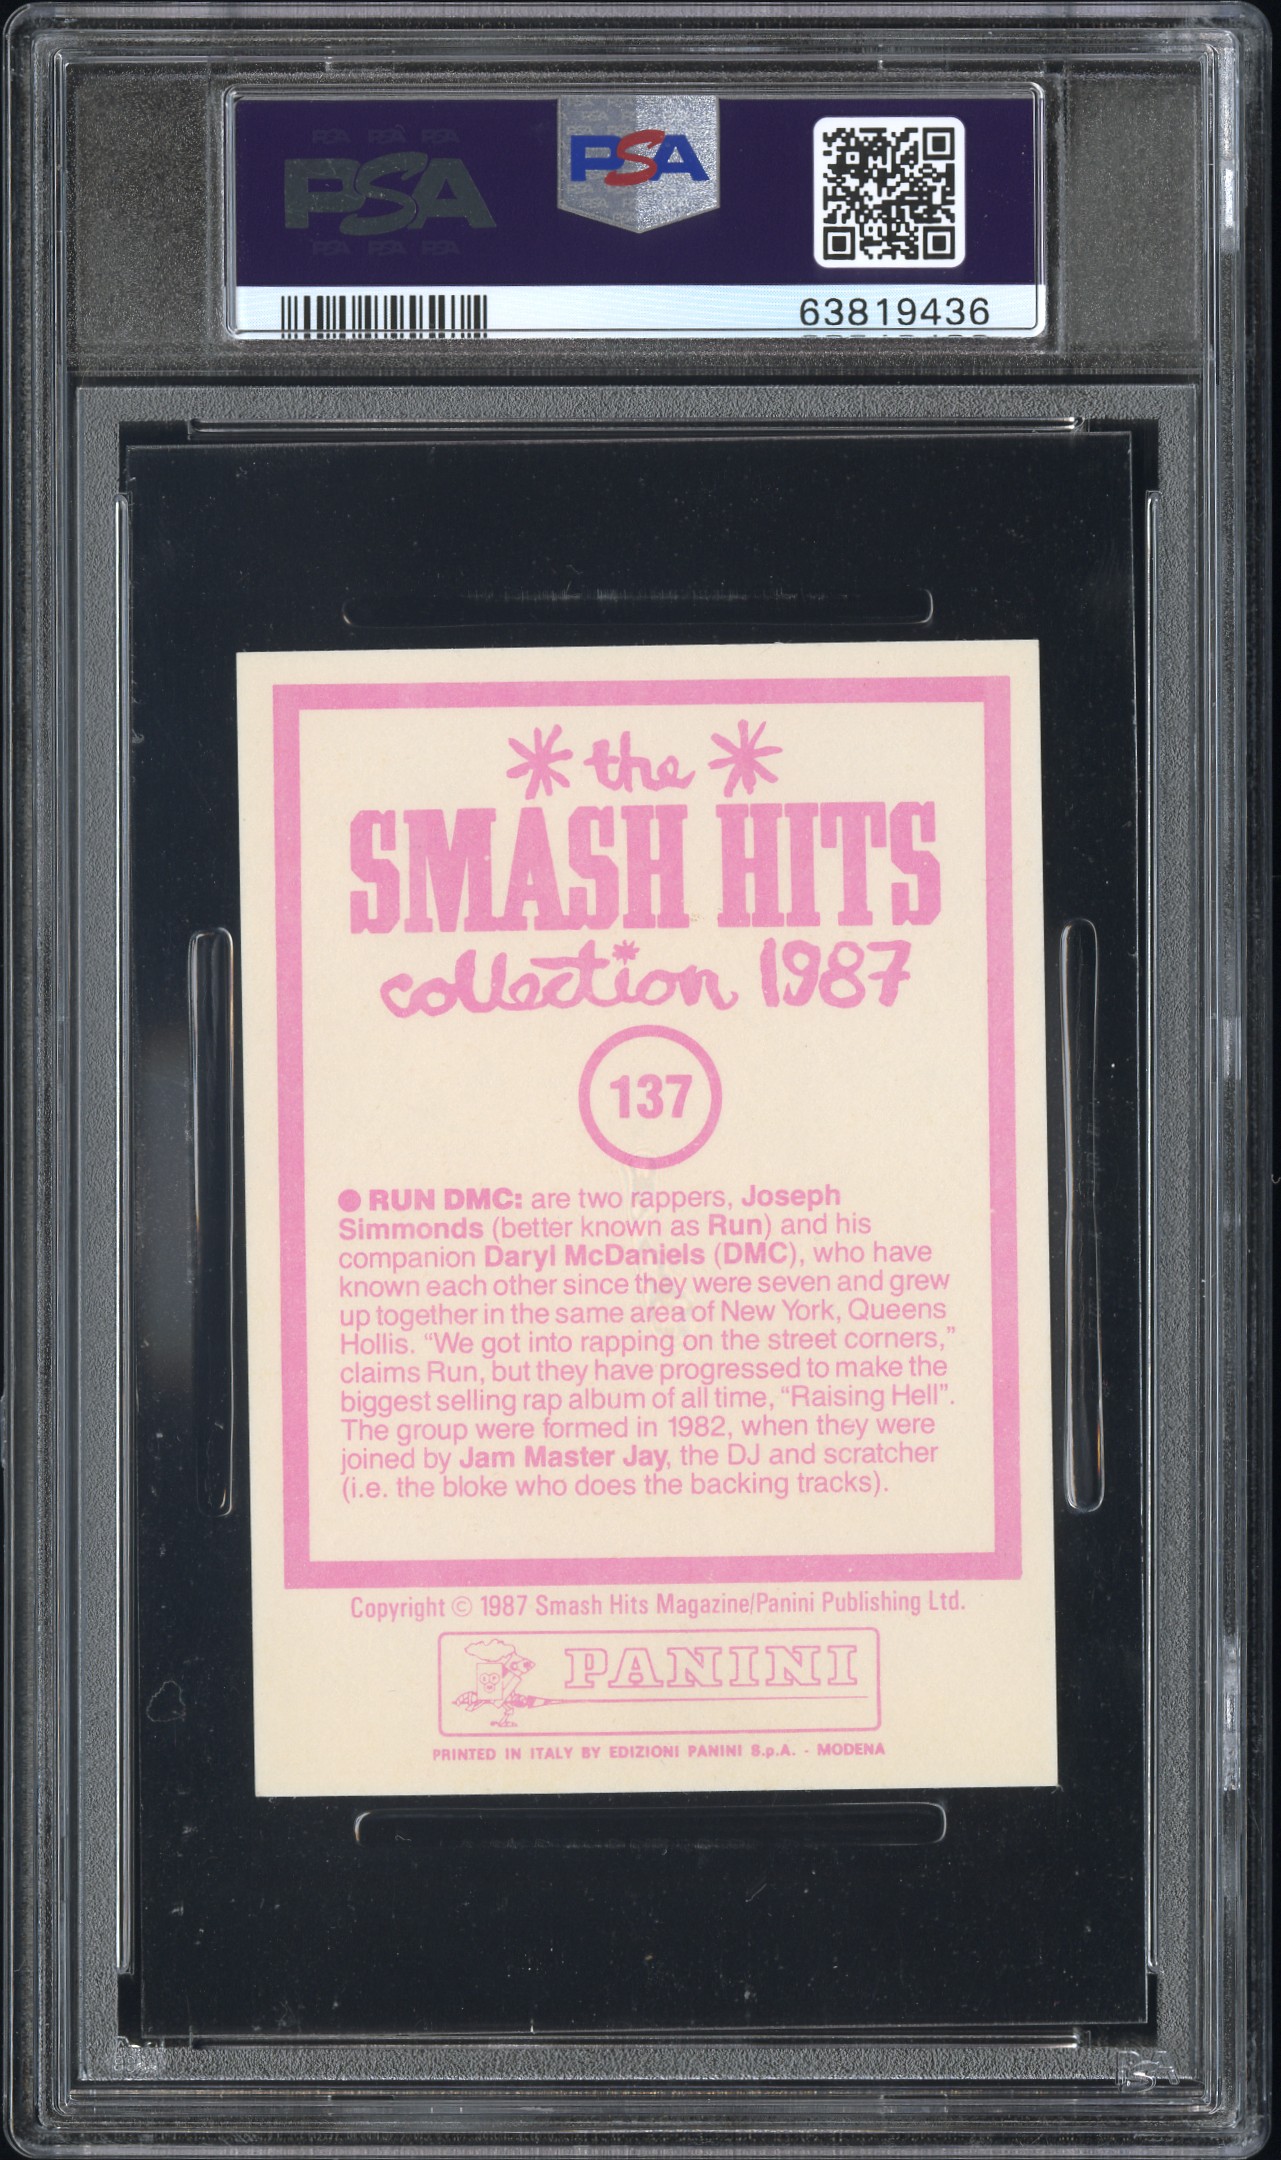 PSA PSA PSA
PSA
PSA PSA PSA
PSA
63819436
the
SMASH HITS
collection 1987
137
● RUN DMC: are two rappers, Joseph
Simmonds (better known as Run) and his
companion Daryl McDaniels (DMC), who have
known each other since they were seven and grew
up together in the same area of New York, Queens
Hollis. “We got into rapping on the street corners,”
claims Run, but they have progressed to make the
biggest selling rap album of all time, “Raising Hell”.
The group were formed in 1982, when they were
joined by Jam Master Jay, the DJ and scratcher
(i.e. the bloke who does the backing tracks).
Copyright © 1987 Smash Hits Magazine/Panini Publishing Ltd.
PANINI
PRINTED IN ITALY BY EDIZIONI PANINI S.p.A. - MODENA